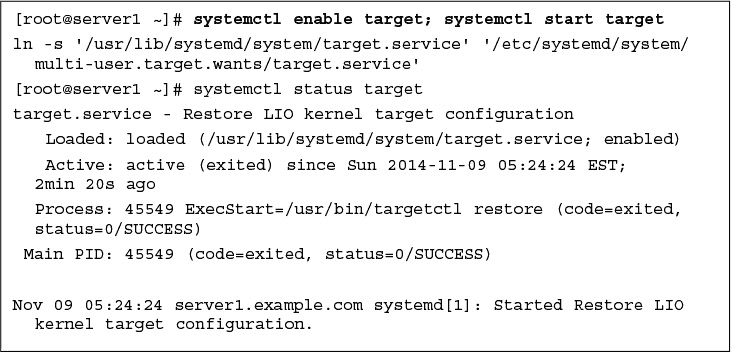 [root@server1 ~]# systemctl enable target; systemctl start target
ln -s '/usr/lib/systemd/system/target.service' '/etc/systemd/system/
multi-user.target.wants/target.service'
[root@server1 ~]# systemctl status target
target.service - Restore LIO kernel target configuration
Loaded: loaded (/usr/lib/systemd/system/target.service; enabled)
Active: active (exited) since Sun 2014-11-09 05:24:24 EST;
2min 20s ago
Process: 45549 ExecStart=/usr/bin/targetctl restore (code=exited,
status=0/SUCCESS)
Main PID: 45549 (code=exited, status=0/SUCCESS)
Nov 09 05:24:24 server1.example.com systemd[1]: Started Restore LIO
kernel target configuration.